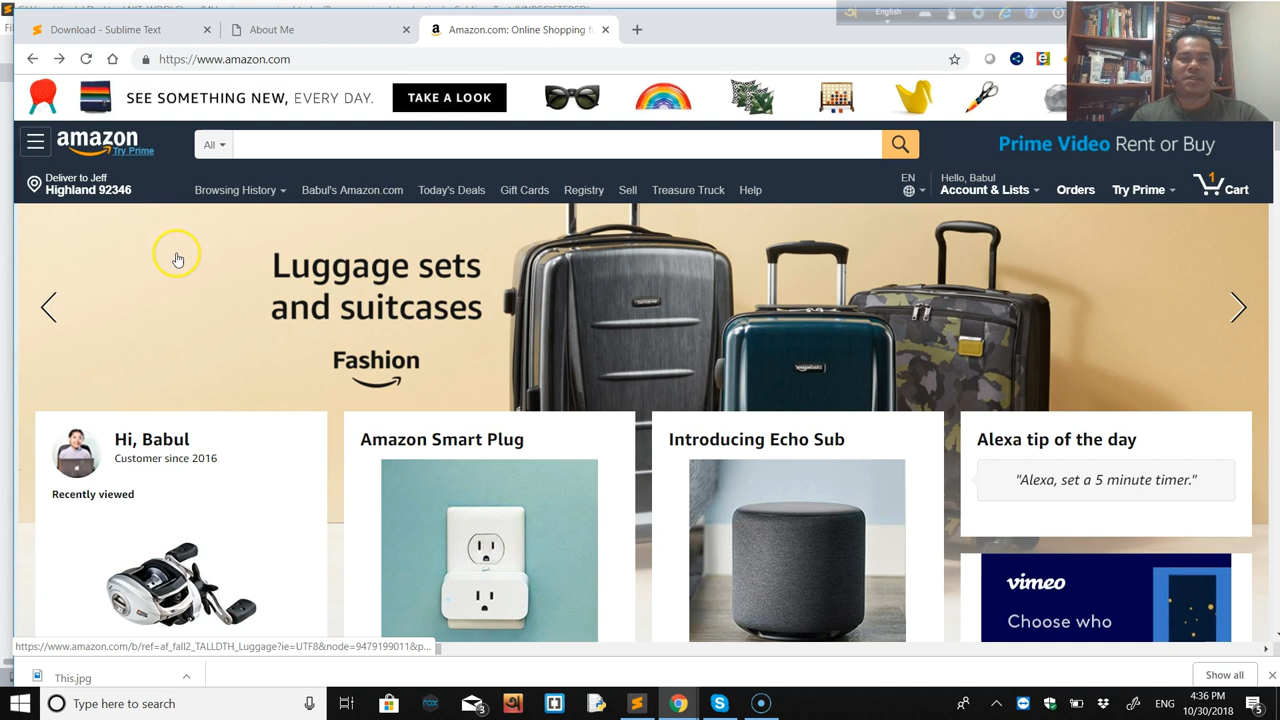 English
Download - Sublime Text
About Me
Amazon.com: Online Shopping f
https://www.amazon.com
SEE SOMETHING NEW, EVERY DAY.
TAKE A LOOK
amazon
Try Prime
All
Prime Video Rent or Buy
Deliver to Jeff
Highland 92346
Browsing History
Babul's Amazon.com
Today's Deals
Gift Cards
Registry
Sell
Treasure Truck
Help
EN
Hello, Babul
Account & Lists
Orders
Try Prime
1
Cart
Luggage sets
and suitcases
Fashion
Hi, Babul
Customer since 2016
Recently viewed
Amazon Smart Plug
Introducing Echo Sub
Alexa tip of the day
"Alexa, set a 5 minute timer."
vimeo
Choose who
https://www.amazon.com/b/ref=af_fall2_TALLDTH_Luggage?ie=UTF8&node=9479199011&p...
This.jpg
Show all
Type here to search
3
ENG
4:36 PM
10/30/2018
5